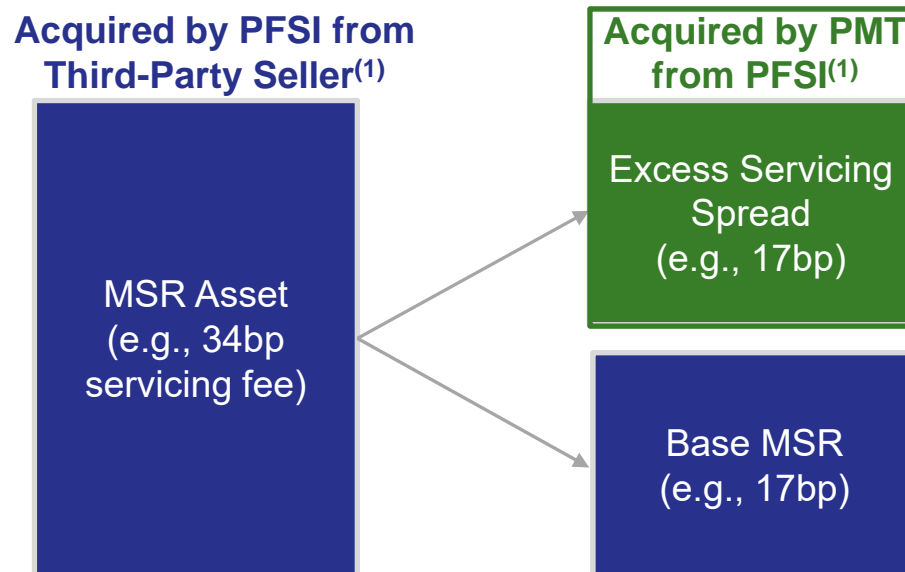 Acquired by PFSI from
Third-Party Seller(1)
MSR Asset
(e.g., 34bp
servicing fee)
Acquired by PMT
from PFSI(1)
Excess Servicing
Spread
(e.g., 17bp)
Base MSR
(e.g., 17bp)